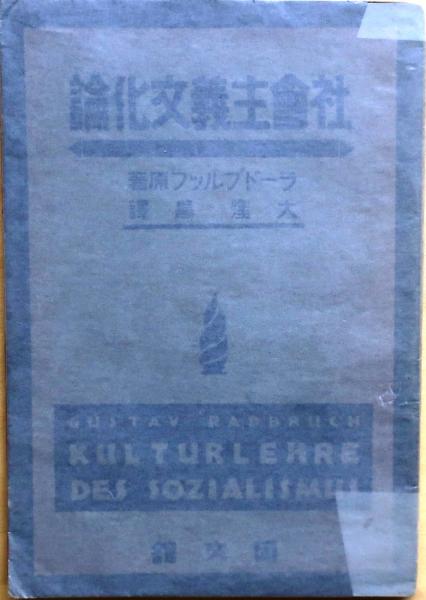 社會主義文化論
ラードブルッフ原著
大 譯
GUSTAV RADBRUCH
KULTURLEHRE
DES SOZIALISMUS
同文館